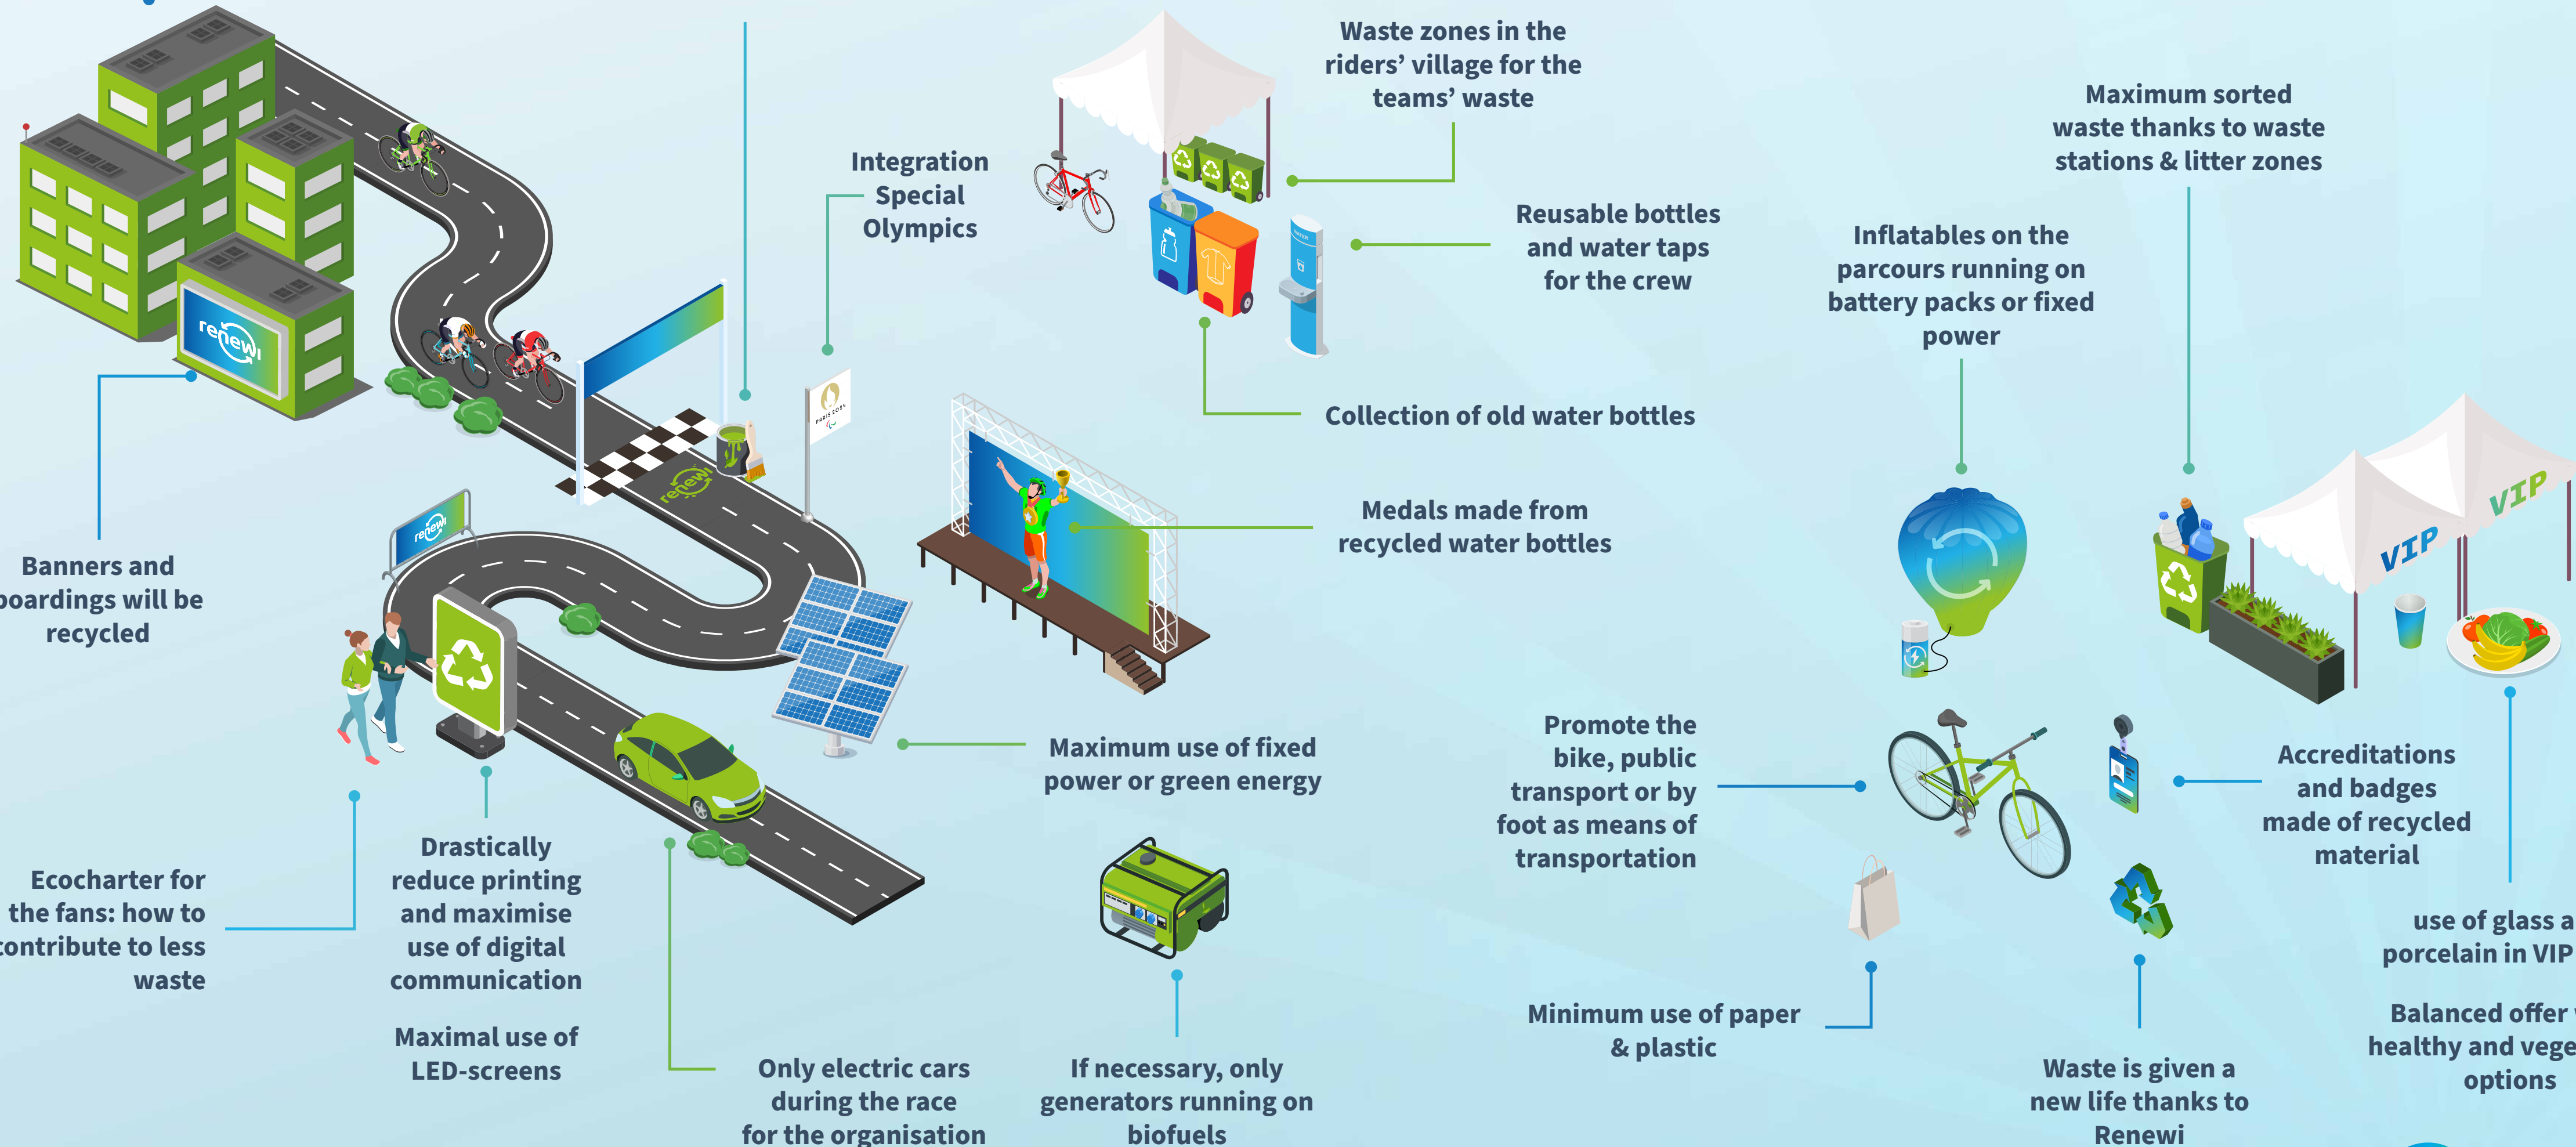 Waste zones in the
riders’ village for the
teams’ waste
Maximum sorted
waste thanks to waste
stations & litter zones
Integration
Special
Olympics
Reusable bottles
and water taps
for the crew
Inflatables on the
parcours running on
battery packs or fixed
power
renewi
WATER
PARIS 2024
Collection of old water bottles
renewi
renewi
Medals made from
recycled water bottles
VIP
VIP
Banners and
boardings will be
recycled
Maximum use of fixed
power or green energy
Promote the
bike, public
transport or by
foot as means of
transportation
Accreditations
and badges
made of recycled
material
Ecocharter for
the fans: how to
contribute to less
waste
Drastically
reduce printing
and maximise
use of digital
communication
Maximal use of
LED-screens
use of glass a
porcelain in VIP
Balanced offer
healthy and vege
options
Minimum use of paper
& plastic
Only electric cars
during the race
for the organisation
If necessary, only
generators running on
biofuels
Waste is given a
new life thanks to
Renewi